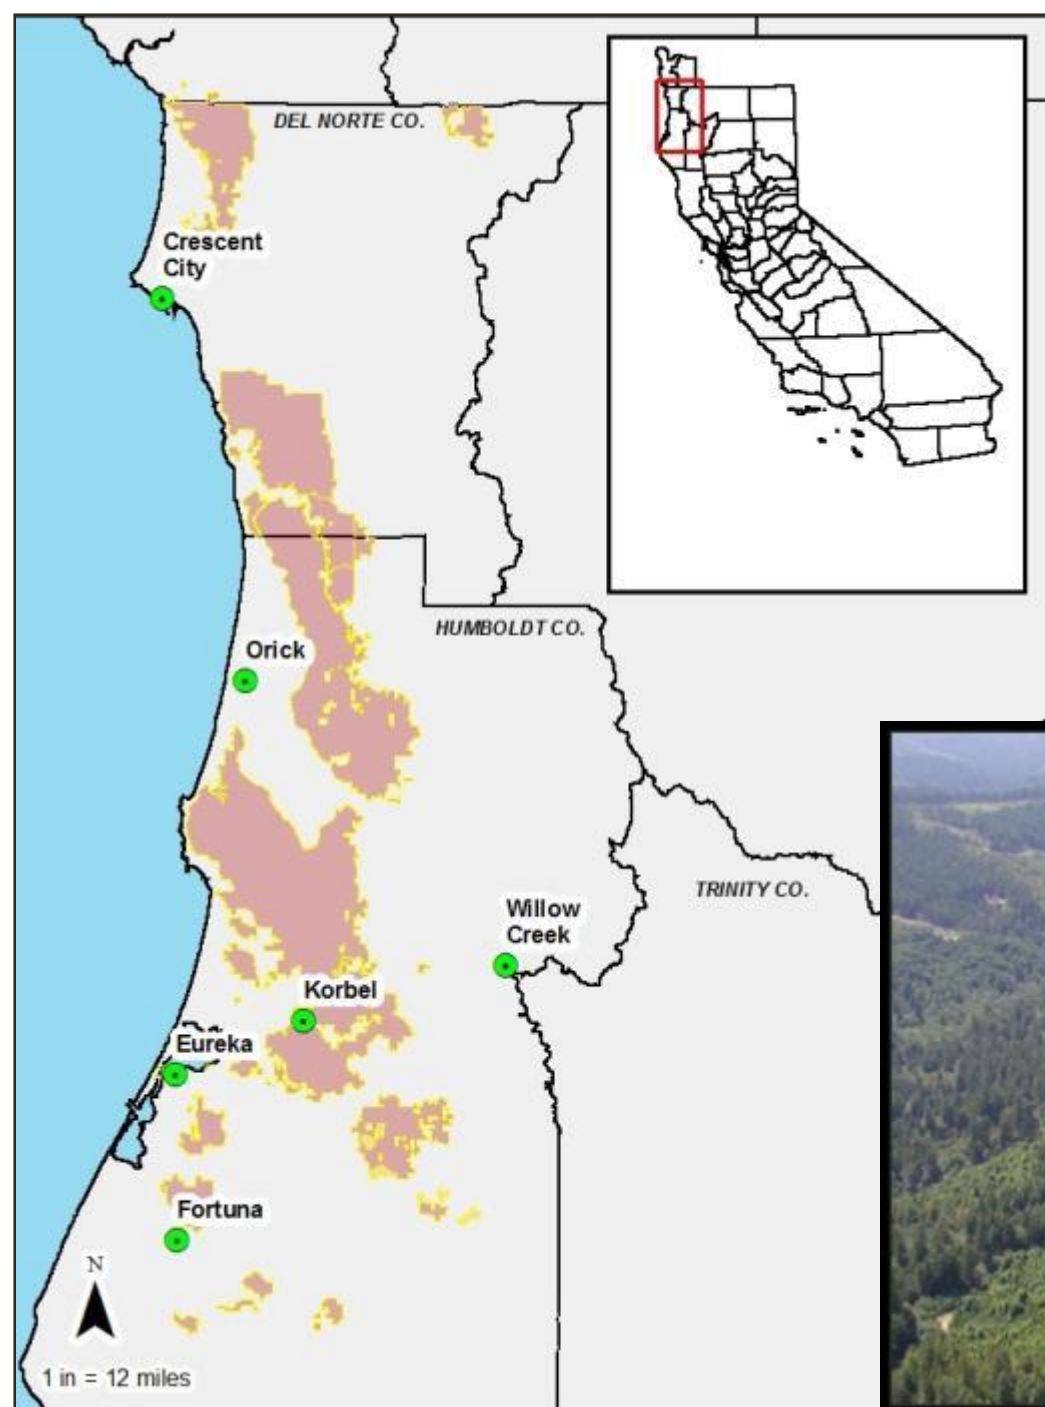 DEL NORTE CO.
Crescent
City
HUMBOLDT CO.
Orick
TRINITY CO.
Willow
Creek
Korbel
Eureka
Fortuna
N
1 in = 12 miles